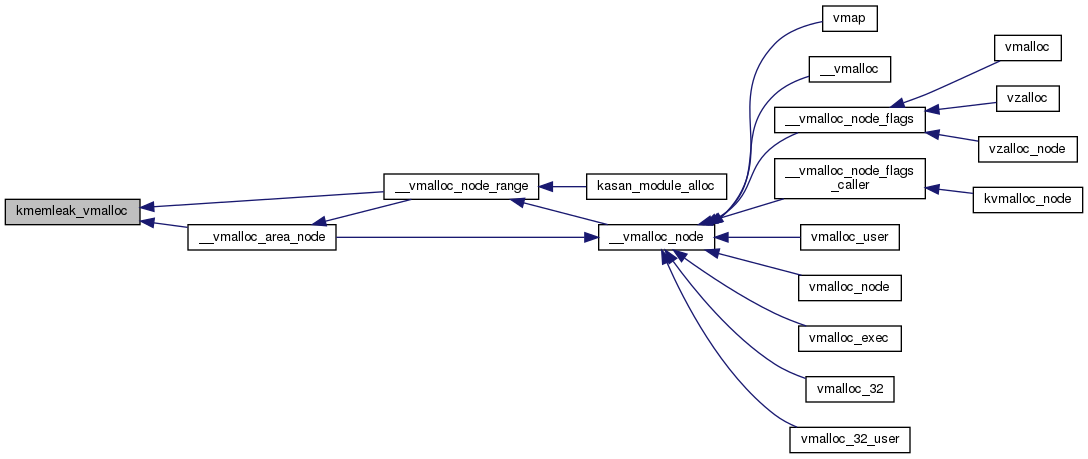 kmemleak_vmalloc
__vmalloc_node_range
__vmalloc_area_node
kasan_module_alloc
__vmalloc_node
vmap
__vmalloc
__vmalloc_node_flags
__vmalloc_node_flags
_caller
vmalloc_user
vmalloc_node
vmalloc_exec
vmalloc_32
vmalloc_32_user
vmalloc
vzalloc
vzalloc_node
kvmalloc_node